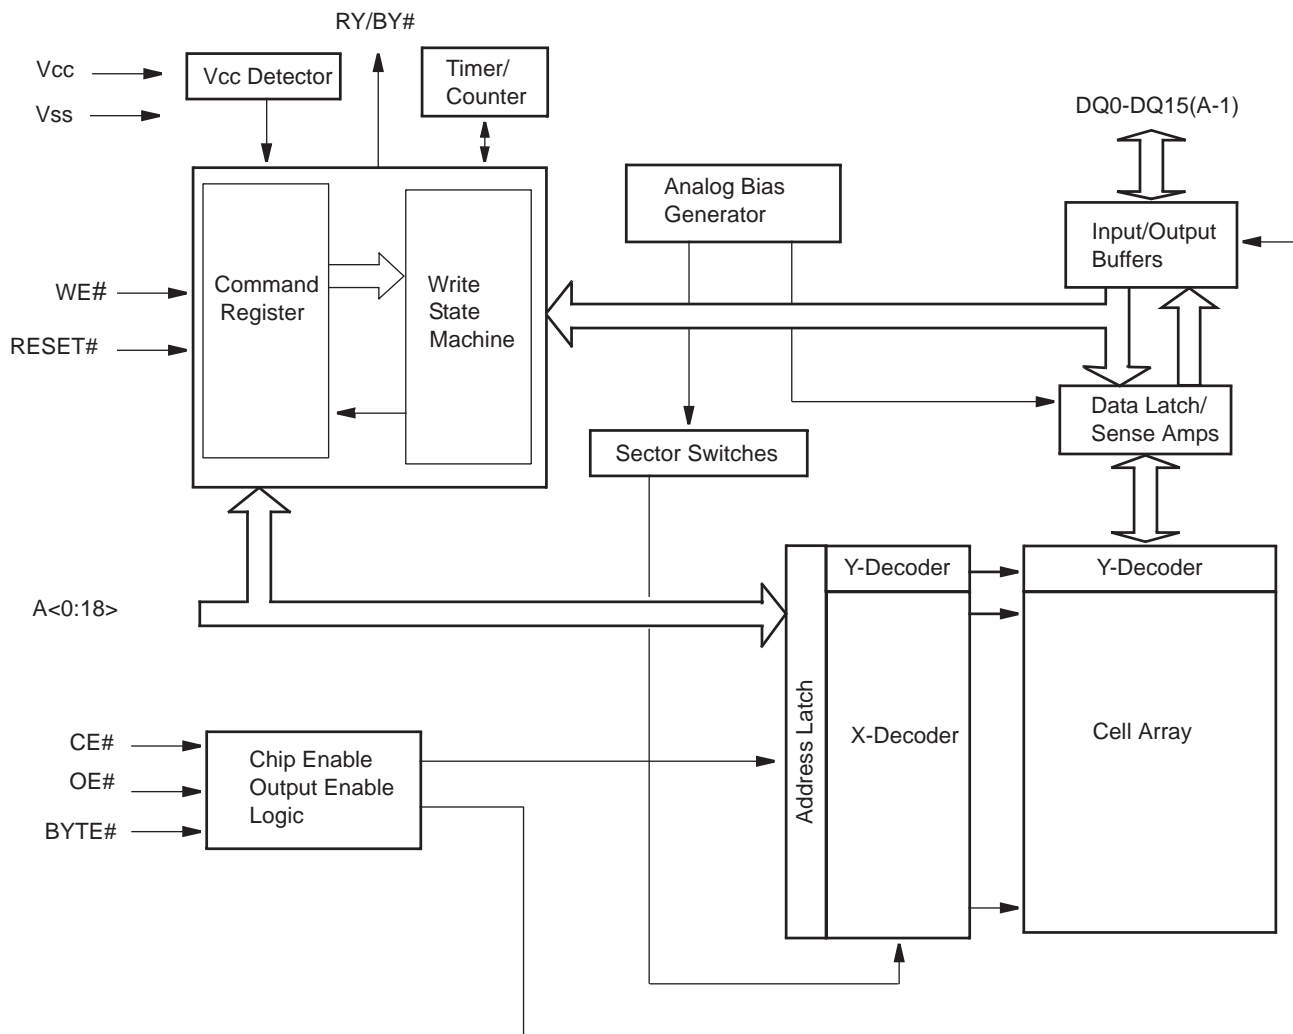 RY/BY#
Vcc
Vcc Detector
Timer/
Counter
Vss
DQ0-DQ15(A-1)
Analog Bias
Generator
Input/Output
Buffers
WE#
Command
Register
Write
State
Machine
RESET#
Data Latch/
Sense Amps
Sector Switches
Y-Decoder
Y-Decoder
A<0:18>
Address Latch
X-Decoder
Cell Array
CE#
OE#
BYTE#
Chip Enable
Output Enable
Logic